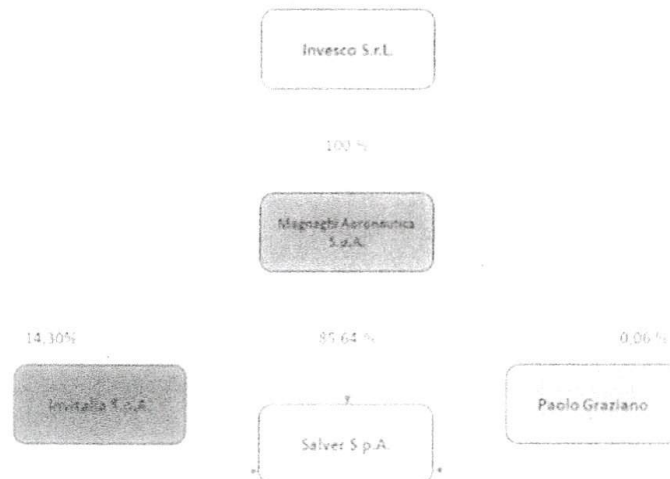 Invesco S.r.L.
100 %
Magnaghi Aeronautica
S.p.A.
14,30%
85,64 %
0,06 %
Invitalia S.p.A.
Paolo Graziano
Salver S.p.A.